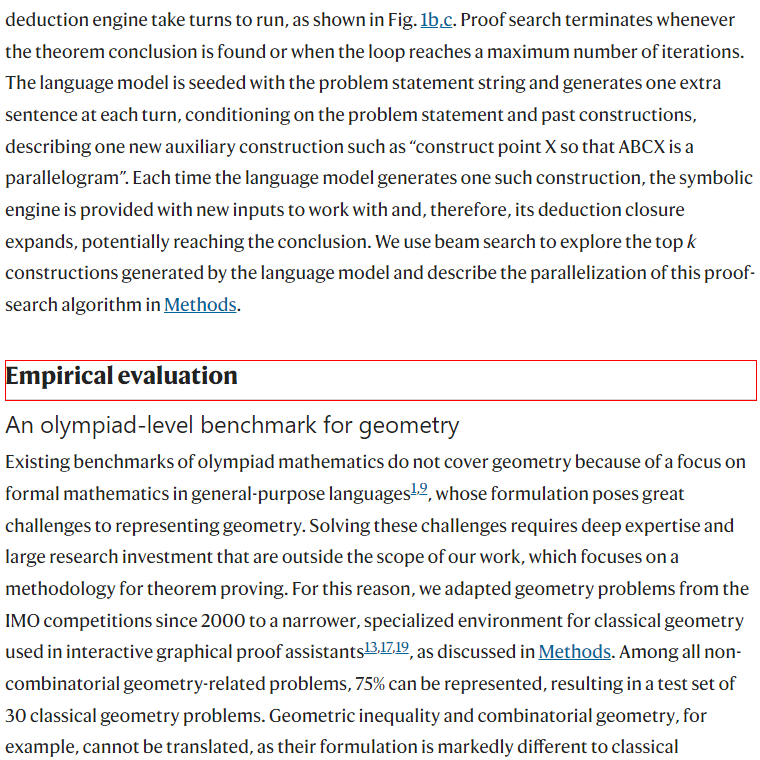 deduction engine take turns to run, as shown in Fig. 1b,c. Proof search terminates whenever
the theorem conclusion is found or when the loop reaches a maximum number of iterations.
The language model is seeded with the problem statement string and generates one extra
sentence at each turn, conditioning on the problem statement and past constructions,
describing one new auxiliary construction such as “construct point X so that ABCX is a
parallelogram”. Each time the language model generates one such construction, the symbolic
engine is provided with new inputs to work with and, therefore, its deduction closure
expands, potentially reaching the conclusion. We use beam search to explore the top k
constructions generated by the language model and describe the parallelization of this proof-
search algorithm in Methods.
Empirical evaluation
An olympiad-level benchmark for geometry
Existing benchmarks of olympiad mathematics do not cover geometry because of a focus on
formal mathematics in general-purpose languages1,9, whose formulation poses great
challenges to representing geometry. Solving these challenges requires deep expertise and
large research investment that are outside the scope of our work, which focuses on a
methodology for theorem proving. For this reason, we adapted geometry problems from the
IMO competitions since 2000 to a narrower, specialized environment for classical geometry
used in interactive graphical proof assistants13,17,19, as discussed in Methods. Among all non-
combinatorial geometry-related problems, 75% can be represented, resulting in a test set of
30 classical geometry problems. Geometric inequality and combinatorial geometry, for
example, cannot be translated, as their formulation is markedly different to classical